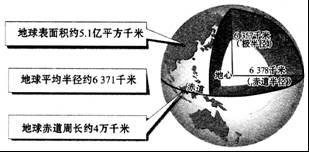 地球表面积约5.1亿平方千米
地球平均半径约6 371千米
地球赤道周长约4万千米
6 357千米
(极半径)
地心
6 378千米
(赤道半径)
赤道